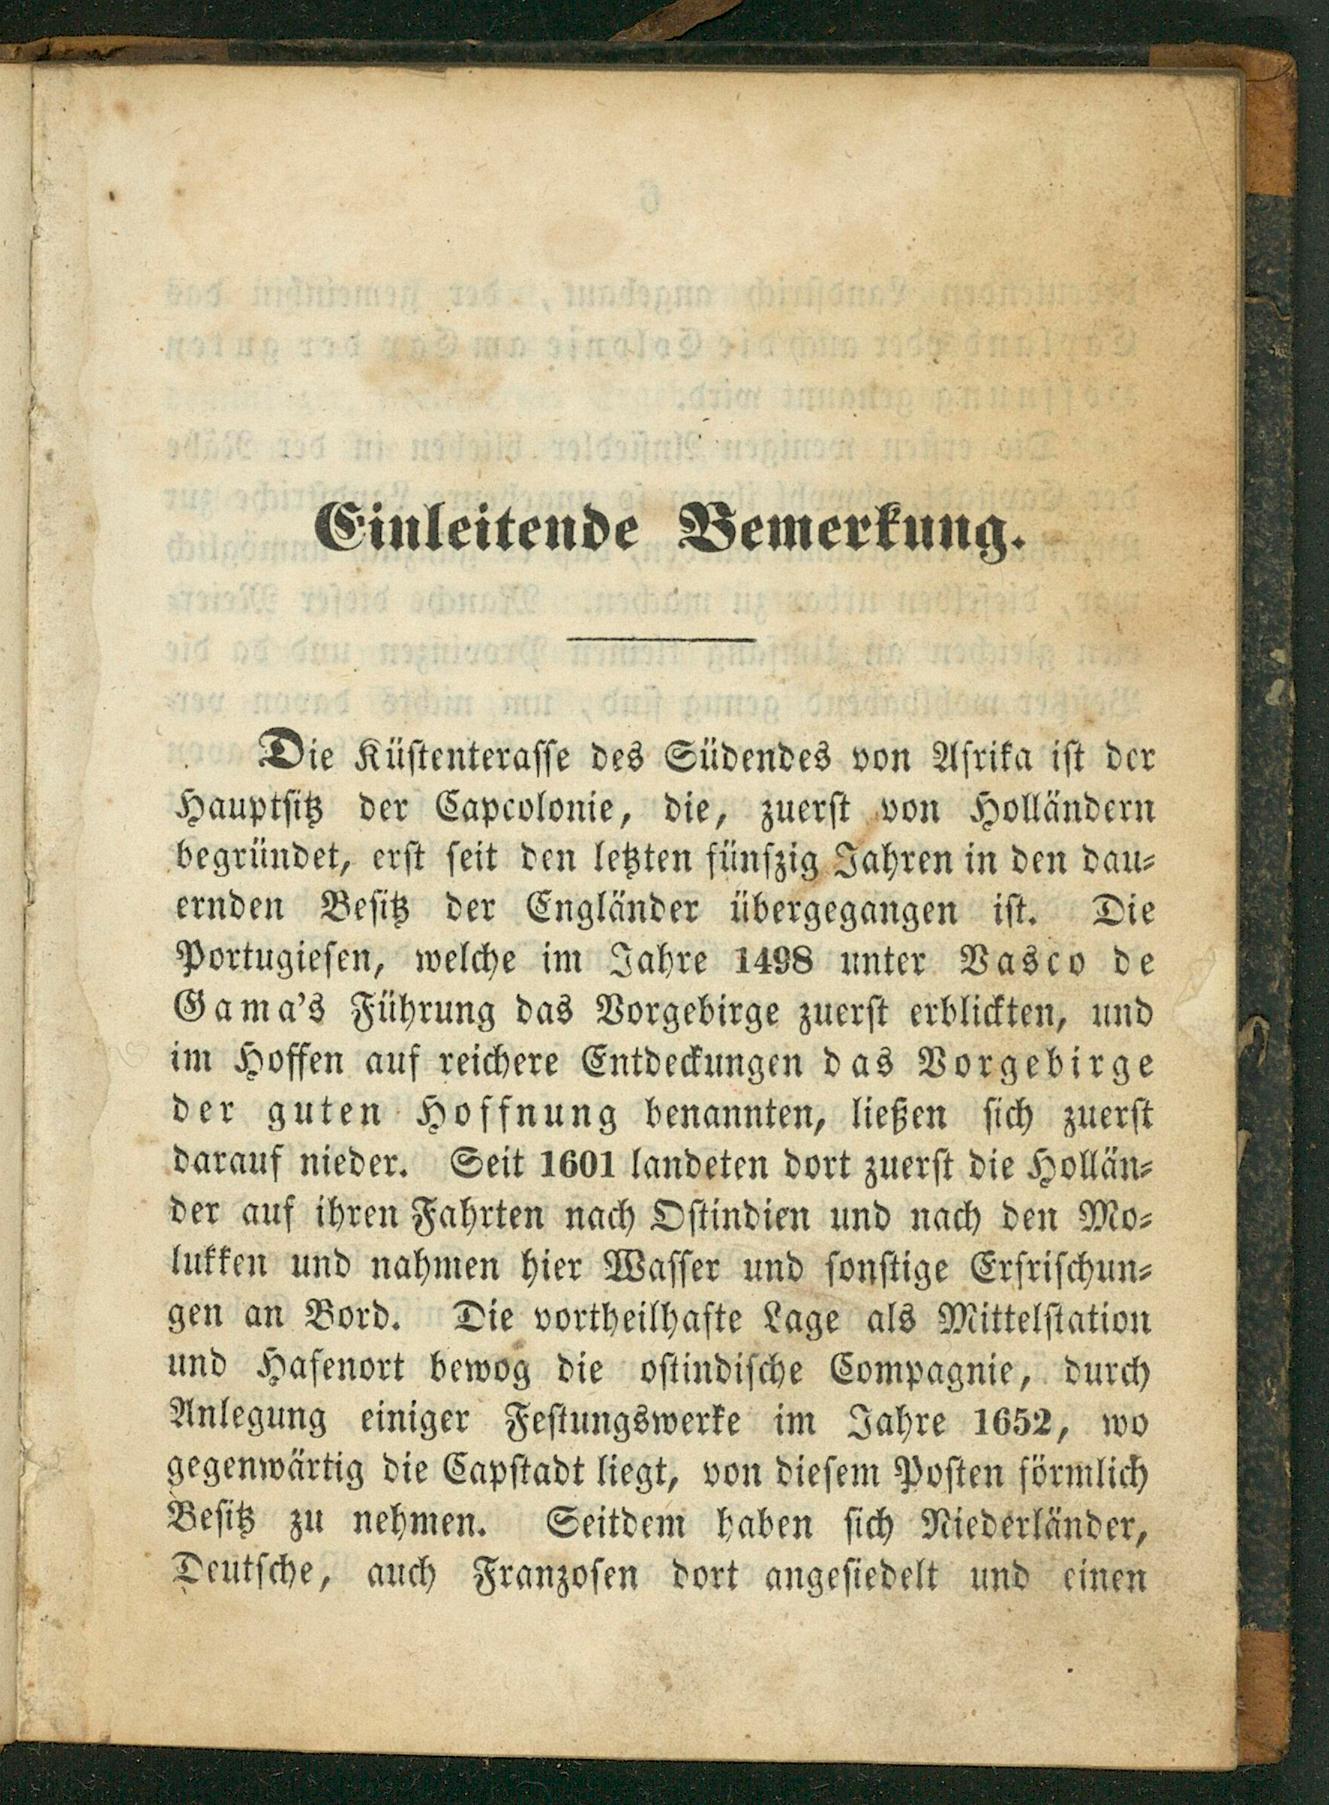 Einleitende Bemerkung.
Die Küstenterasse des Südendes von Afrika ist der
Hauptsitz der Capcolonie, die, zuerst von Holländern
begründet, erst seit den letzten fünfzig Jahren in den dau-
ernden Besitz der Engländer übergegangen ist. Die
Portugiesen, welche im Jahre 1498 unter Vasco de
Gama's Führung das Vorgebirge zuerst erblickten, und
im Hoffen auf reichere Entdeckungen das Vorgebirge
der guten Hoffnung benannten, ließen sich zuerst
darauf nieder. Seit 1601 landeten dort zuerst die Hollän-
der auf ihren Fahrten nach Ostindien und nach den Mo-
lukken und nahmen hier Wasser und sonstige Erfrischun-
gen an Bord. Die vortheilhafte Lage als Mittelstation
und Hafenort bewog die ostindische Compagnie, durch
Anlegung einiger Festungswerke im Jahre 1652, wo
gegenwärtig die Capstadt liegt, von diesem Posten förmlich
Besitz zu nehmen. Seitdem haben sich Niederländer,
Deutsche, auch Franzosen dort angesiedelt und einen